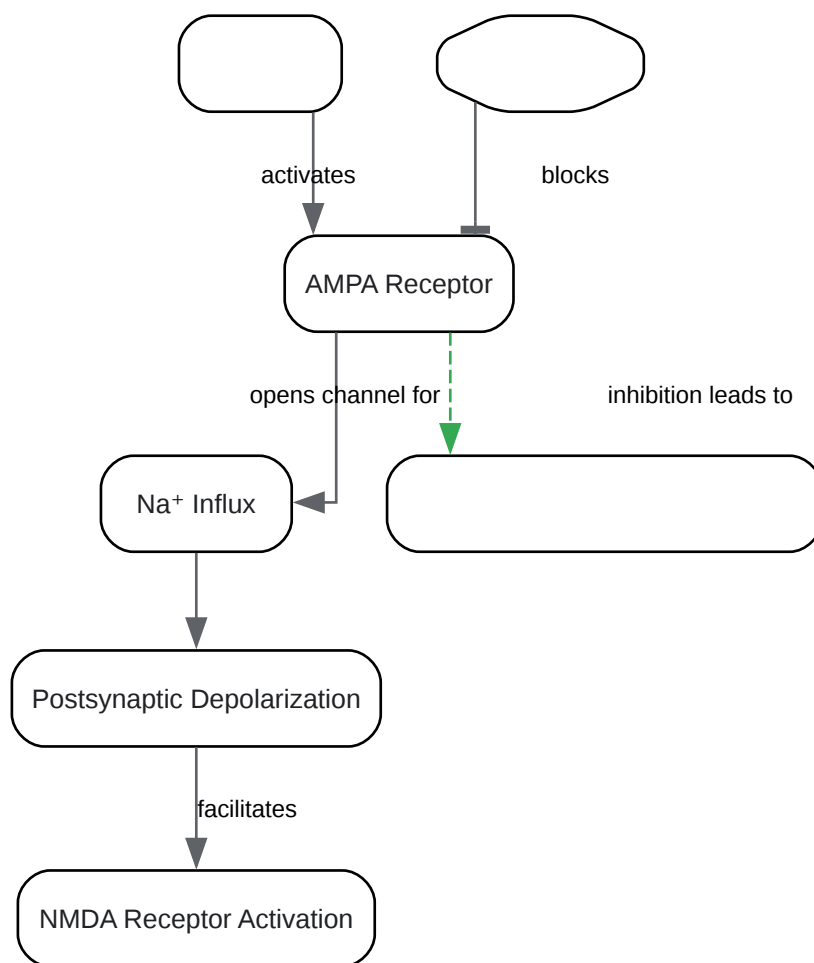 activates
blocks
AMPA Receptor
opens channel for
inhibition leads to
Na⁺ Influx
Postsynaptic Depolarization
facilitates
NMDA Receptor Activation